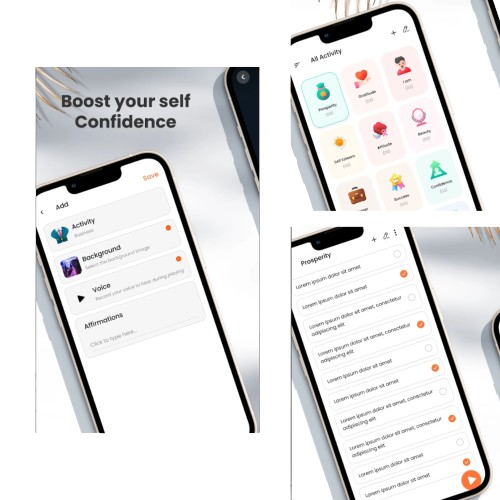 Boost your self
Confidence
Add
Save
Activity
Business
Background
Select the background image
Voice
Record your voice to hear during playing
Affirmations
Click to type here...
All Activity
Prosperity
Gratitude
I am
Self Esteem
Attitude
Beauty
Success
Confidence
Prosperity
Lorem ipsum dolor sit amet
Lorem ipsum dolor sit amet
Lorem ipsum dolor sit amet, consectetur
adipiscing elit
Lorem ipsum dolor sit amet, consectetur
adipiscing elit.
Lorem ipsum dolor sit amet
Lorem ipsum dolor sit amet
Lorem ipsum dolor sit amet, consectetur
adipiscing elit
Lorem ipsum dolor sit amet, consectetur
adipiscing elit.
Lorem ipsum dolor sit amet
Lorem ipsum dolor sit amet